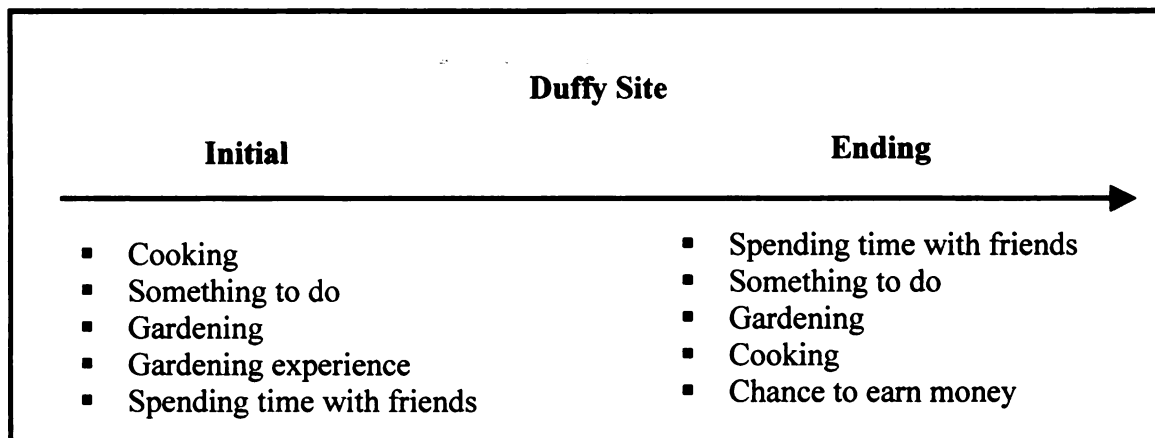 Duffy Site
Initial
Ending
▪ Cooking
▪ Something to do
▪ Gardening
▪ Gardening experience
▪ Spending time with friends
▪ Spending time with friends
▪ Something to do
▪ Gardening
▪ Cooking
▪ Chance to earn money